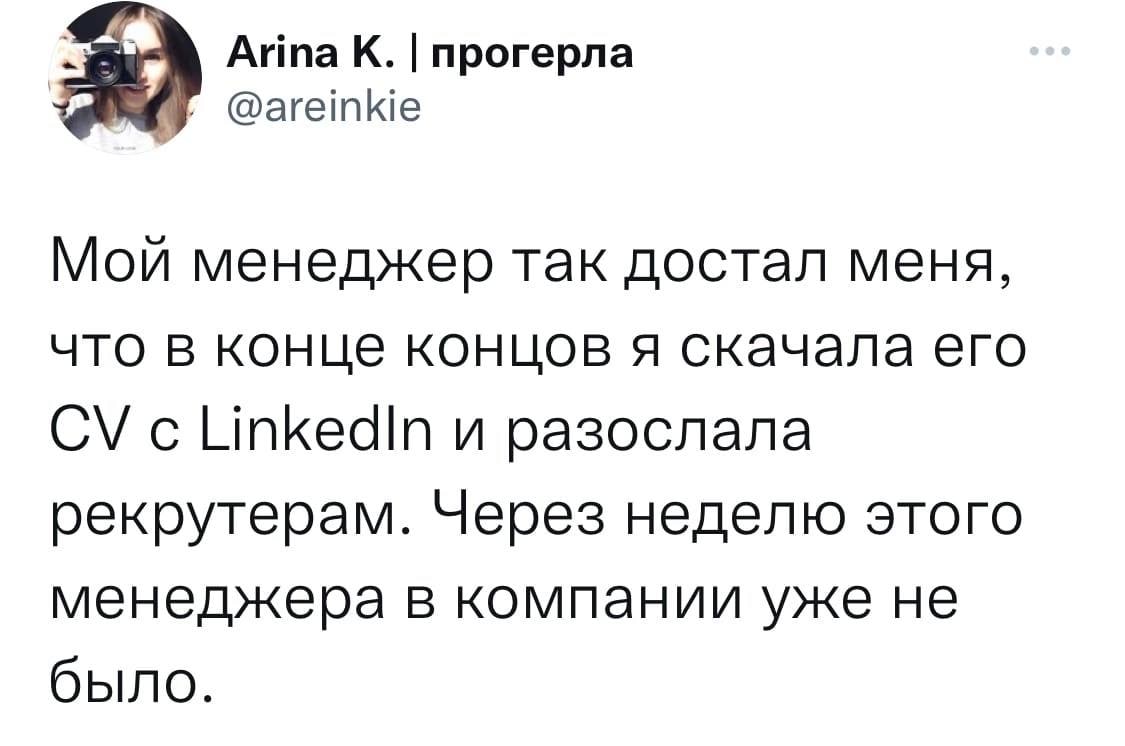 Arina K. | прогерла
@areinkie
Мой менеджер так достал меня,
что в конце концов я скачала его
CV с LinkedIn и разослала
рекрутерам. Через неделю этого
менеджера в компании уже не
было.